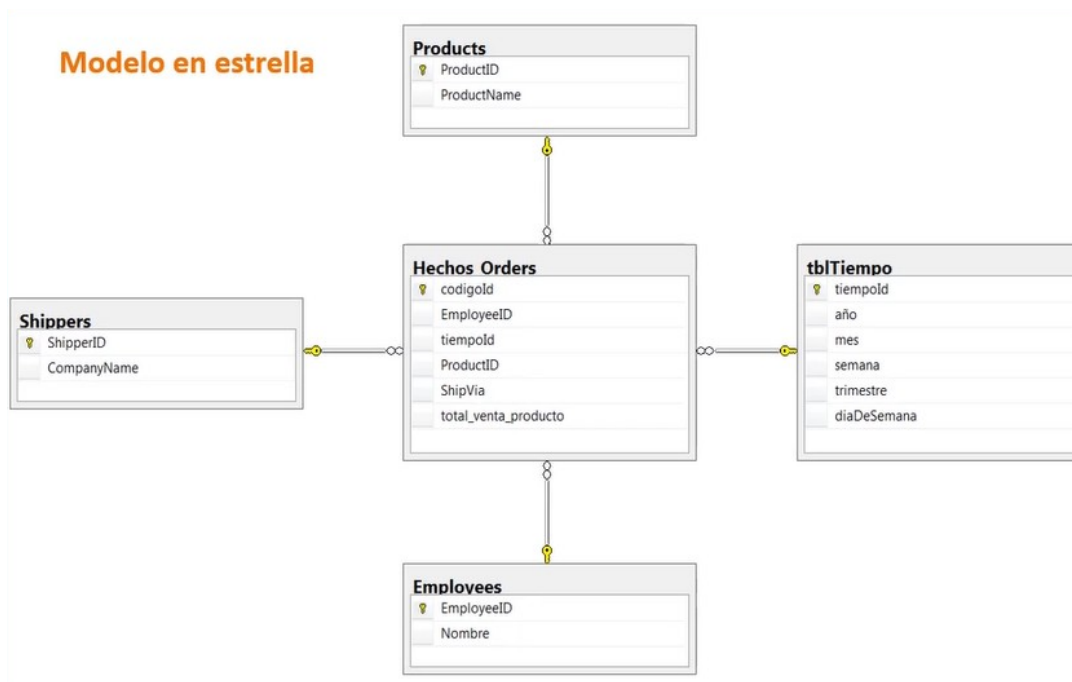 Modelo en estrella
Products
ProductID
ProductName
Hechos Orders
codigoId
EmployeeID
tiempoId
ProductID
ShipVia
total_venta_producto
tblTiempo
tiempoId
año
mes
semana
trimestre
diaDeSemana
Shippers
ShipperID
CompanyName
Employees
EmployeeID
Nombre